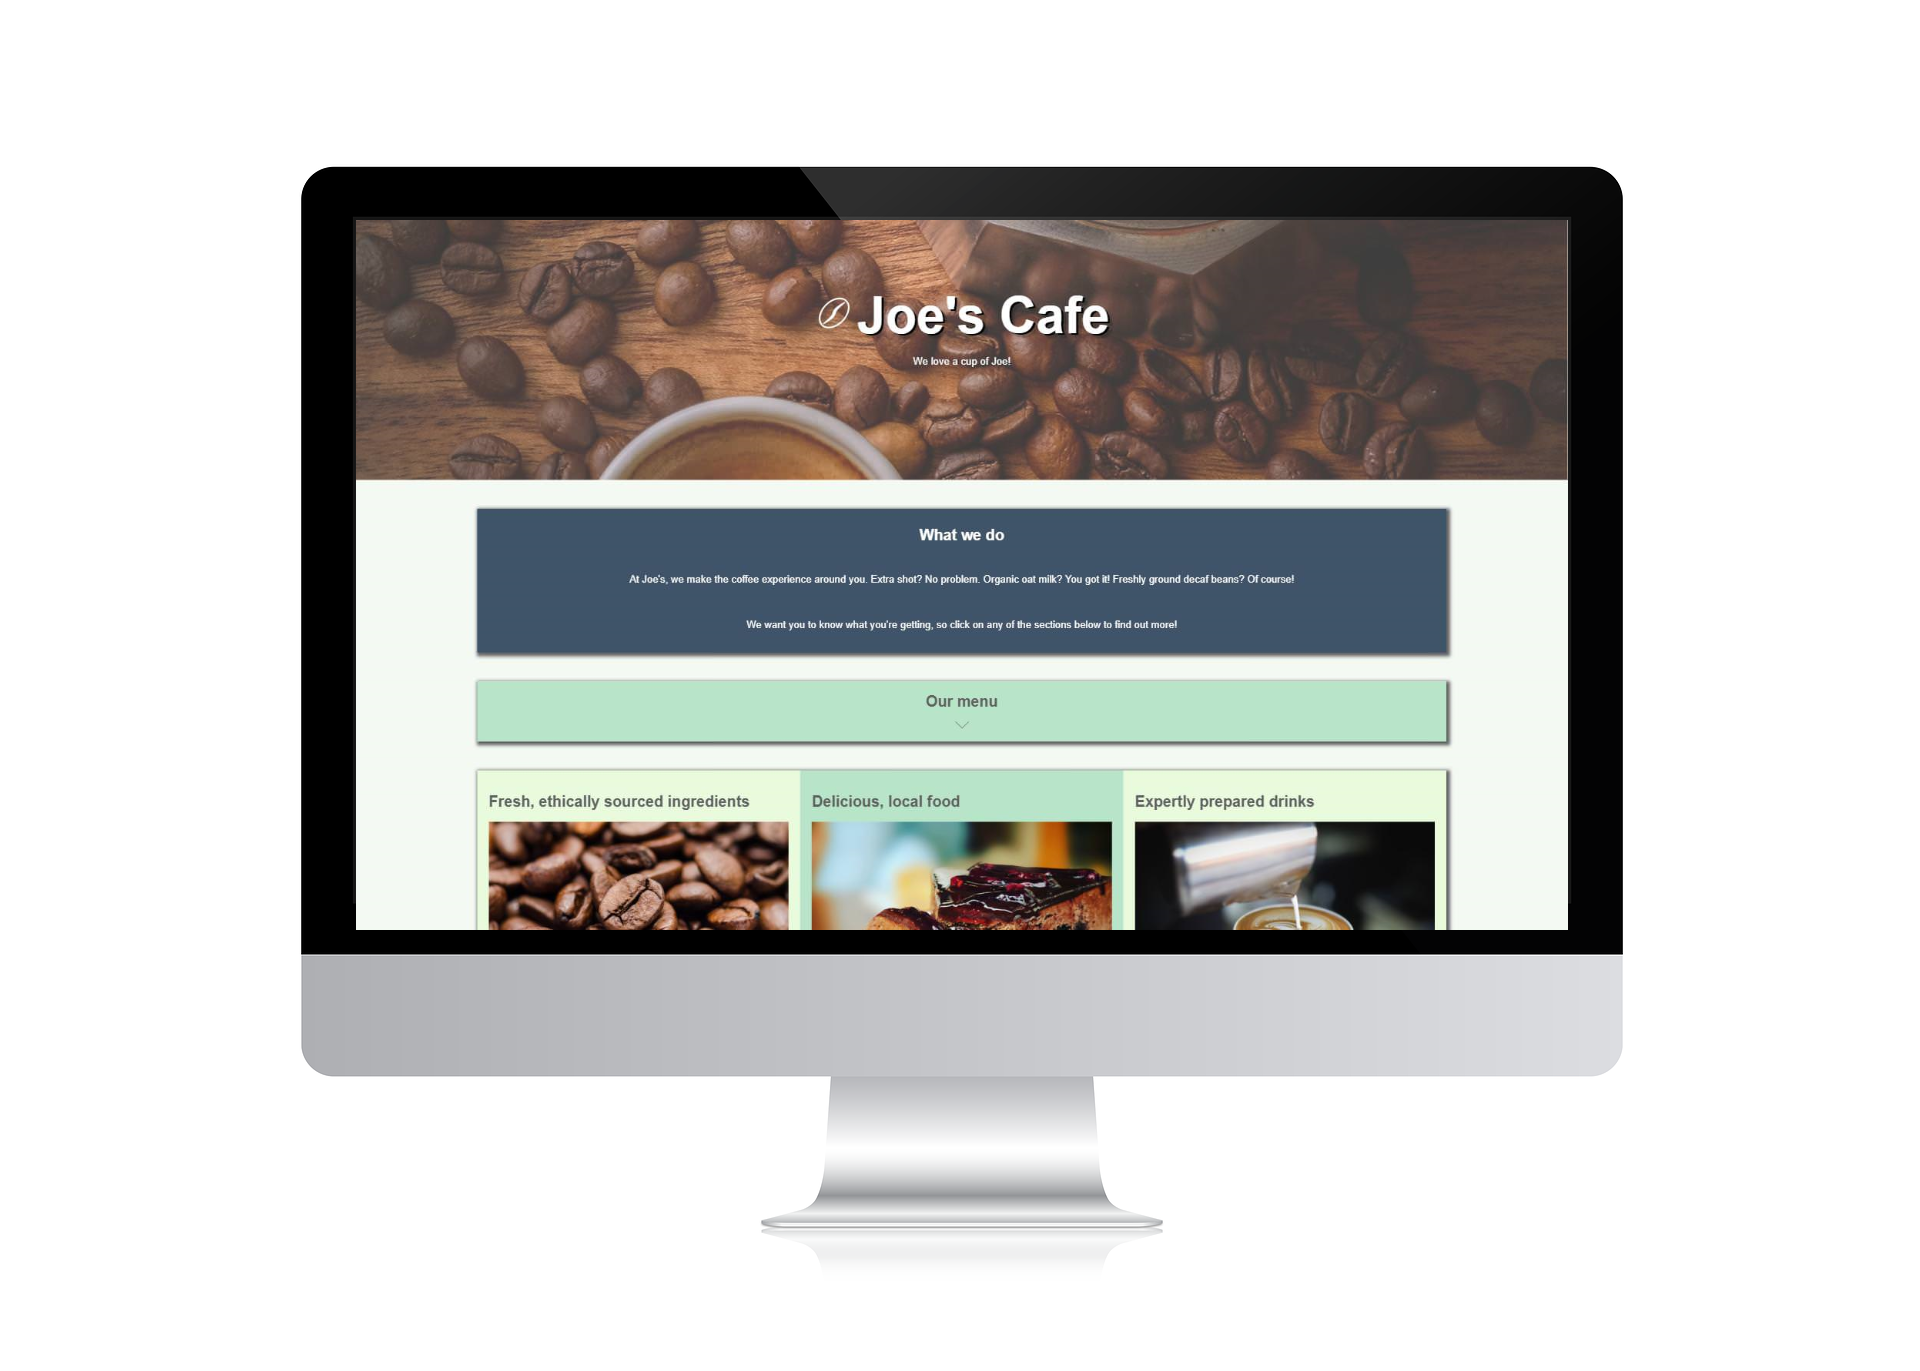 Joe's Cafe
We love a cup of Joe!
What we do
At Joe's, we make the coffee experience around you. Extra shot? No problem. Organic oat milk? You got it! Freshly ground decaf beans? Of course!
We want you to know what you're getting, so click on any of the sections below to find out more!
Our menu
Fresh, ethically sourced ingredients
Delicious, local food
Expertly prepared drinks